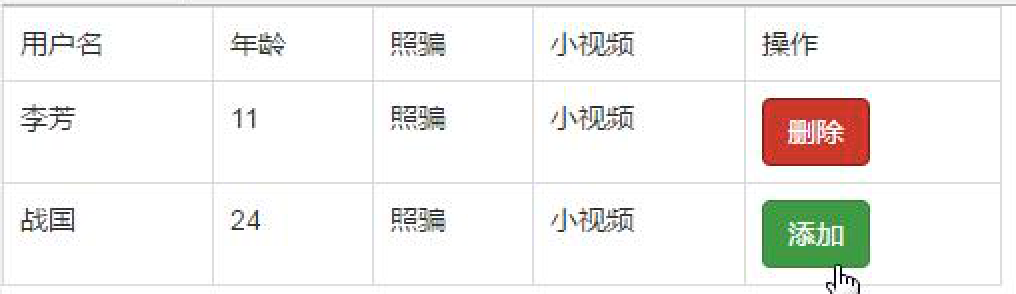 用户名 年龄 照骗 小视频 操作
李芳 11 照骗 小视频 删除
战国 24 照骗 小视频 添加